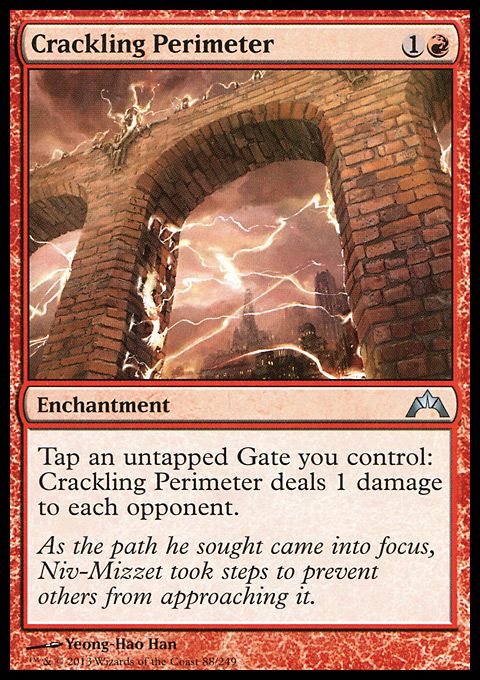 Crackling Perimeter 1
Enchantment
Tap an untapped Gate you control:
Crackling Perimeter deals 1 damage
to each opponent.
As the path he sought came into focus,
Niv-Mizzet took steps to prevent
others from approaching it.
Yeong-Hao Han
™ & © 2013 Wizards of the Coast 88/249